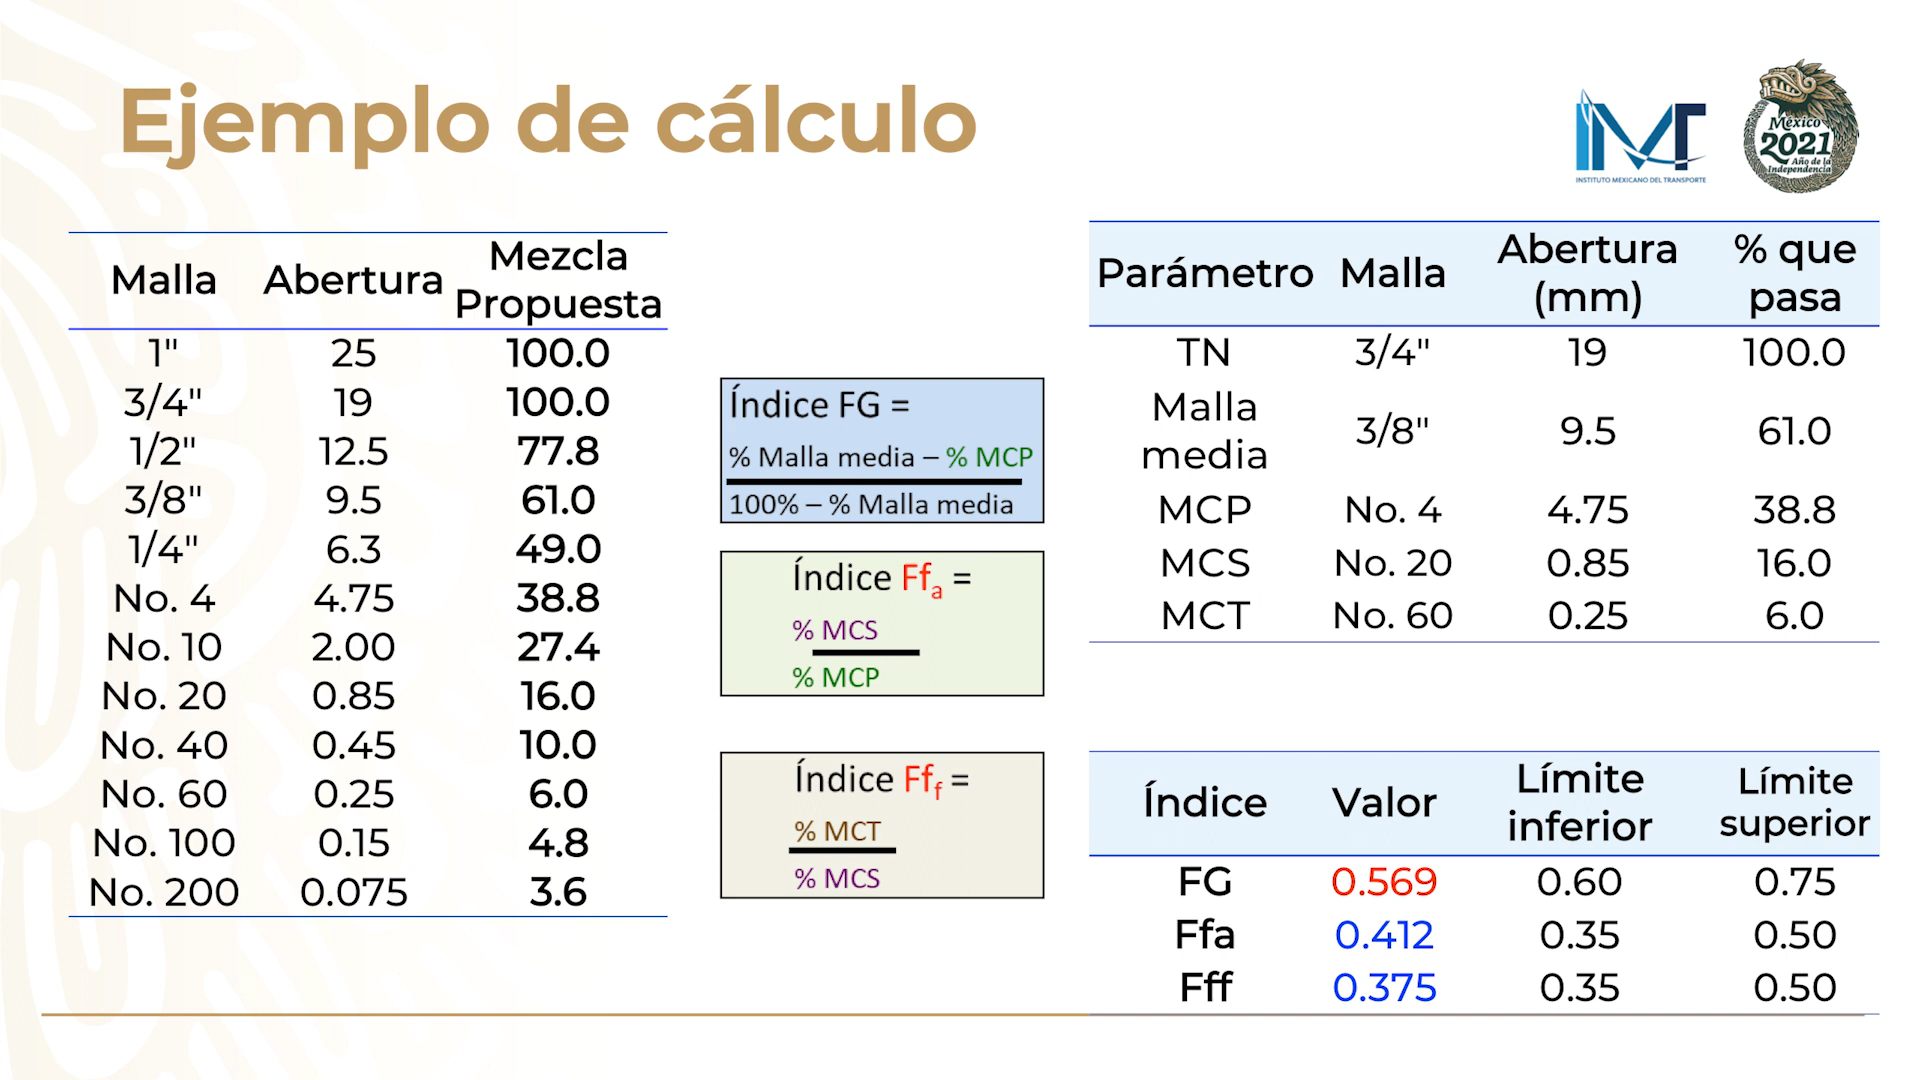 Ejemplo de cálculo
INSTITUTO MEXICANO DEL TRANSPORTE
México
2021
Año de la
Independencia
Malla Abertura Mezcla Propuesta
1" 25 100.0
3/4" 19 100.0
1/2" 12.5 77.8
3/8" 9.5 61.0
1/4" 6.3 49.0
No. 4 4.75 38.8
No. 10 2.00 27.4
No. 20 0.85 16.0
No. 40 0.45 10.0
No. 60 0.25 6.0
No. 100 0.15 4.8
No. 200 0.075 3.6
Índice FG =
% Malla media – % MCP
100% – % Malla media
Índice Ffa =
% MCS
% MCP
Índice Fff =
% MCT
% MCS
Parámetro Malla Abertura (mm) % que pasa
TN 3/4" 19 100.0
Malla media 3/8" 9.5 61.0
MCP No. 4 4.75 38.8
MCS No. 20 0.85 16.0
MCT No. 60 0.25 6.0
Índice Valor Límite inferior Límite superior
FG 0.569 0.60 0.75
Ffa 0.412 0.35 0.50
Fff 0.375 0.35 0.50